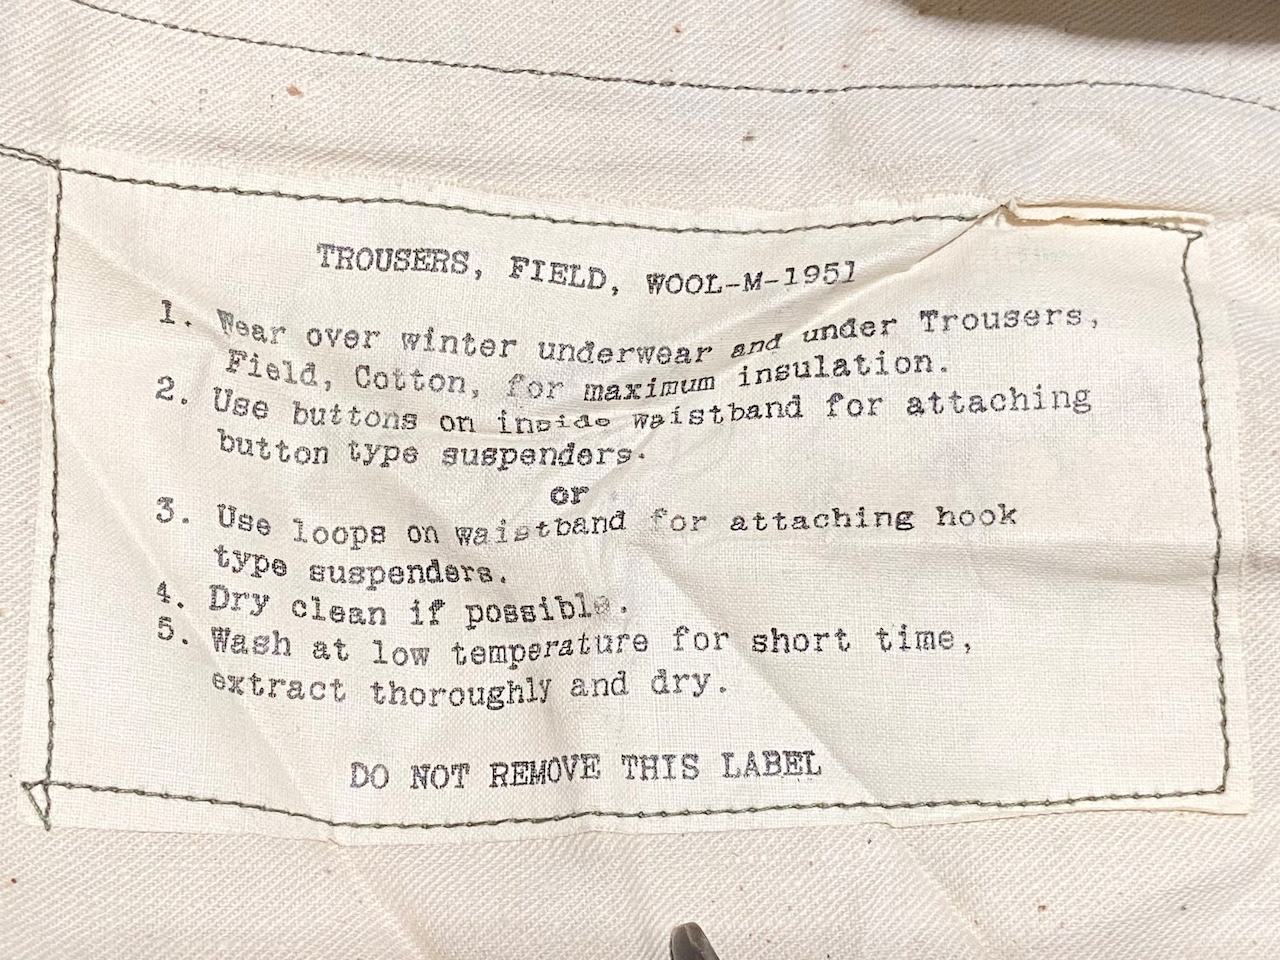 TROUSERS, FIELD, WOOL-M-1951
1. Wear over winter underwear and under Trousers,
Field, Cotton, for maximum insulation.
2. Use buttons on inside waistband for attaching
button type suspenders.
or
3. Use loops on waistband for attaching hook
type suspenders.
4. Dry clean if possible.
5. Wash at low temperature for short time,
extract thoroughly and dry.
DO NOT REMOVE THIS LABEL